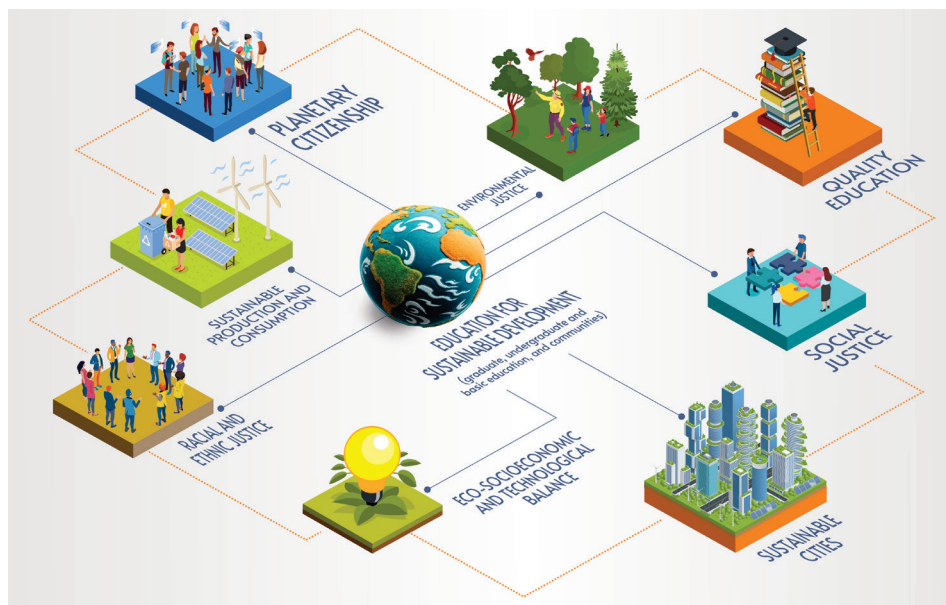 PLANETARY
CITIZENSHIP
ENVIRONMENTAL
JUSTICE
QUALITY
EDUCATION
SUSTAINABLE
PRODUCTION AND
CONSUMPTION
EDUCATION FOR
SUSTAINABLE DEVELOPMENT
(graduate, undergraduate and
basic education, and communities)
SOCIAL
JUSTICE
RACIAL AND
ETHNIC JUSTICE
ECO-SOCIOECONOMIC
AND TECHNOLOGICAL
BALANCE
SUSTAINABLE
CITIES